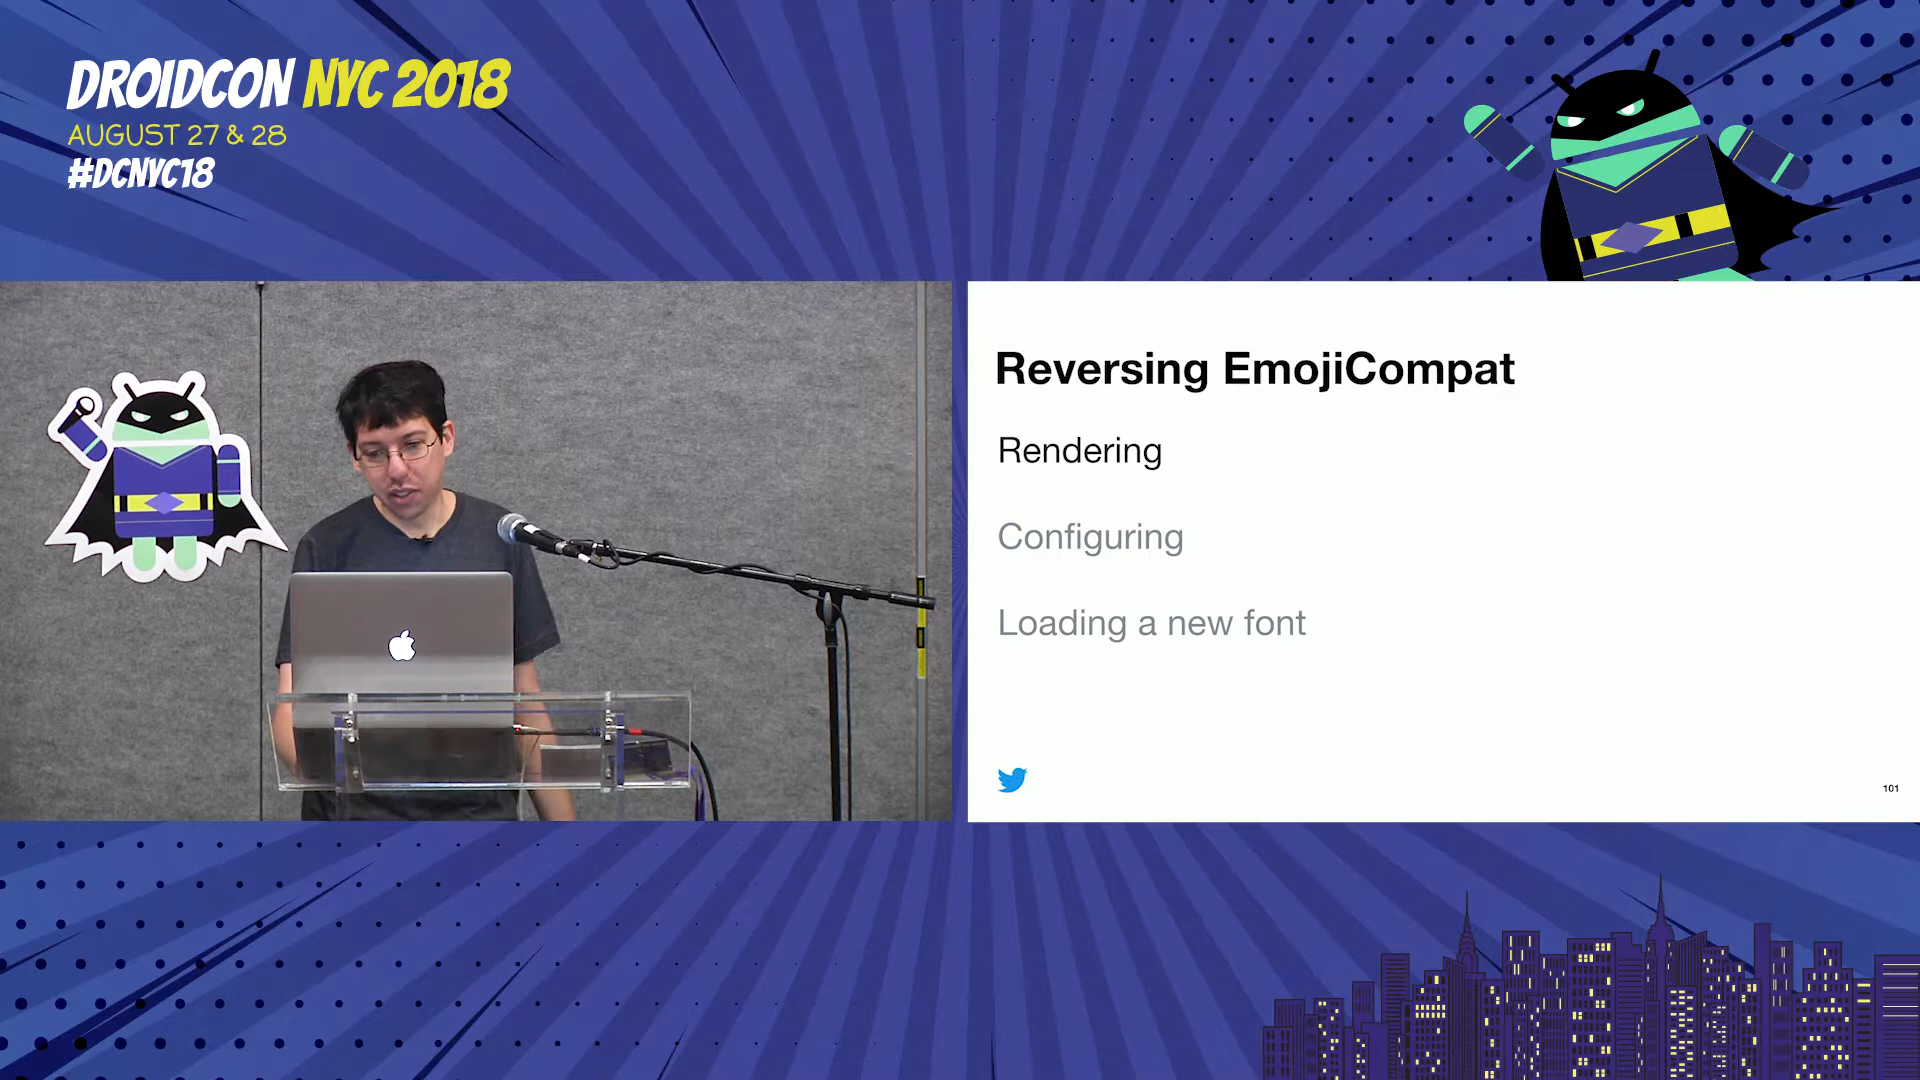 DROIDCON NYC 2018
AUGUST 27 & 28
#DCNYC18
Reversing EmojiCompat
Rendering
Configuring
Loading a new font
101